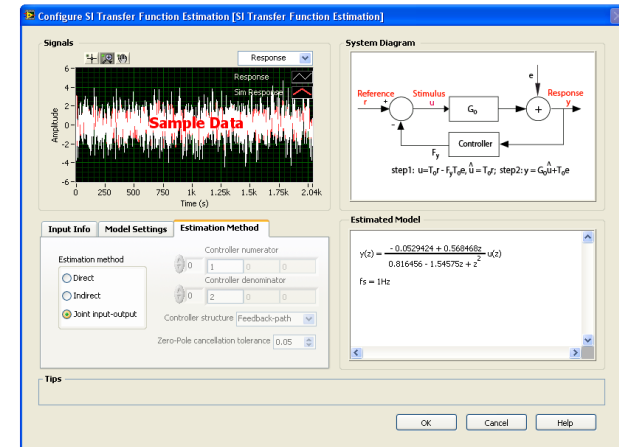 Configure SI Transfer Function Estimation [SI Transfer Function Estimation]
Signals
Response
Response
Sim Response
6
4
2
0
-2
-4
-6
Amplitude
Sample Data
0 250 500 750 1k 1.25k 1.5k 1.75k 2.04k
Time (s)
System Diagram
e
Reference
r
+
-
Stimulus
u
G₀
+
Response
y
Controller
Fy
step1: u=T₀r - FyT₀e, û = T₀r; step2: y = G₀û+T₀e
Input Info Model Settings Estimation Method
Estimation method
Direct
Indirect
Joint input-output
Controller numerator
0 1 0 0
Controller denominator
0 2 0 0
Controller structure Feedback-path
Zero-Pole cancellation tolerance 0.05
Estimated Model
- 0.0529424 + 0.568468z
y(z) = u(z)
0.816456 - 1.54575z + z²
fs = 1Hz
Tips
OK Cancel Help